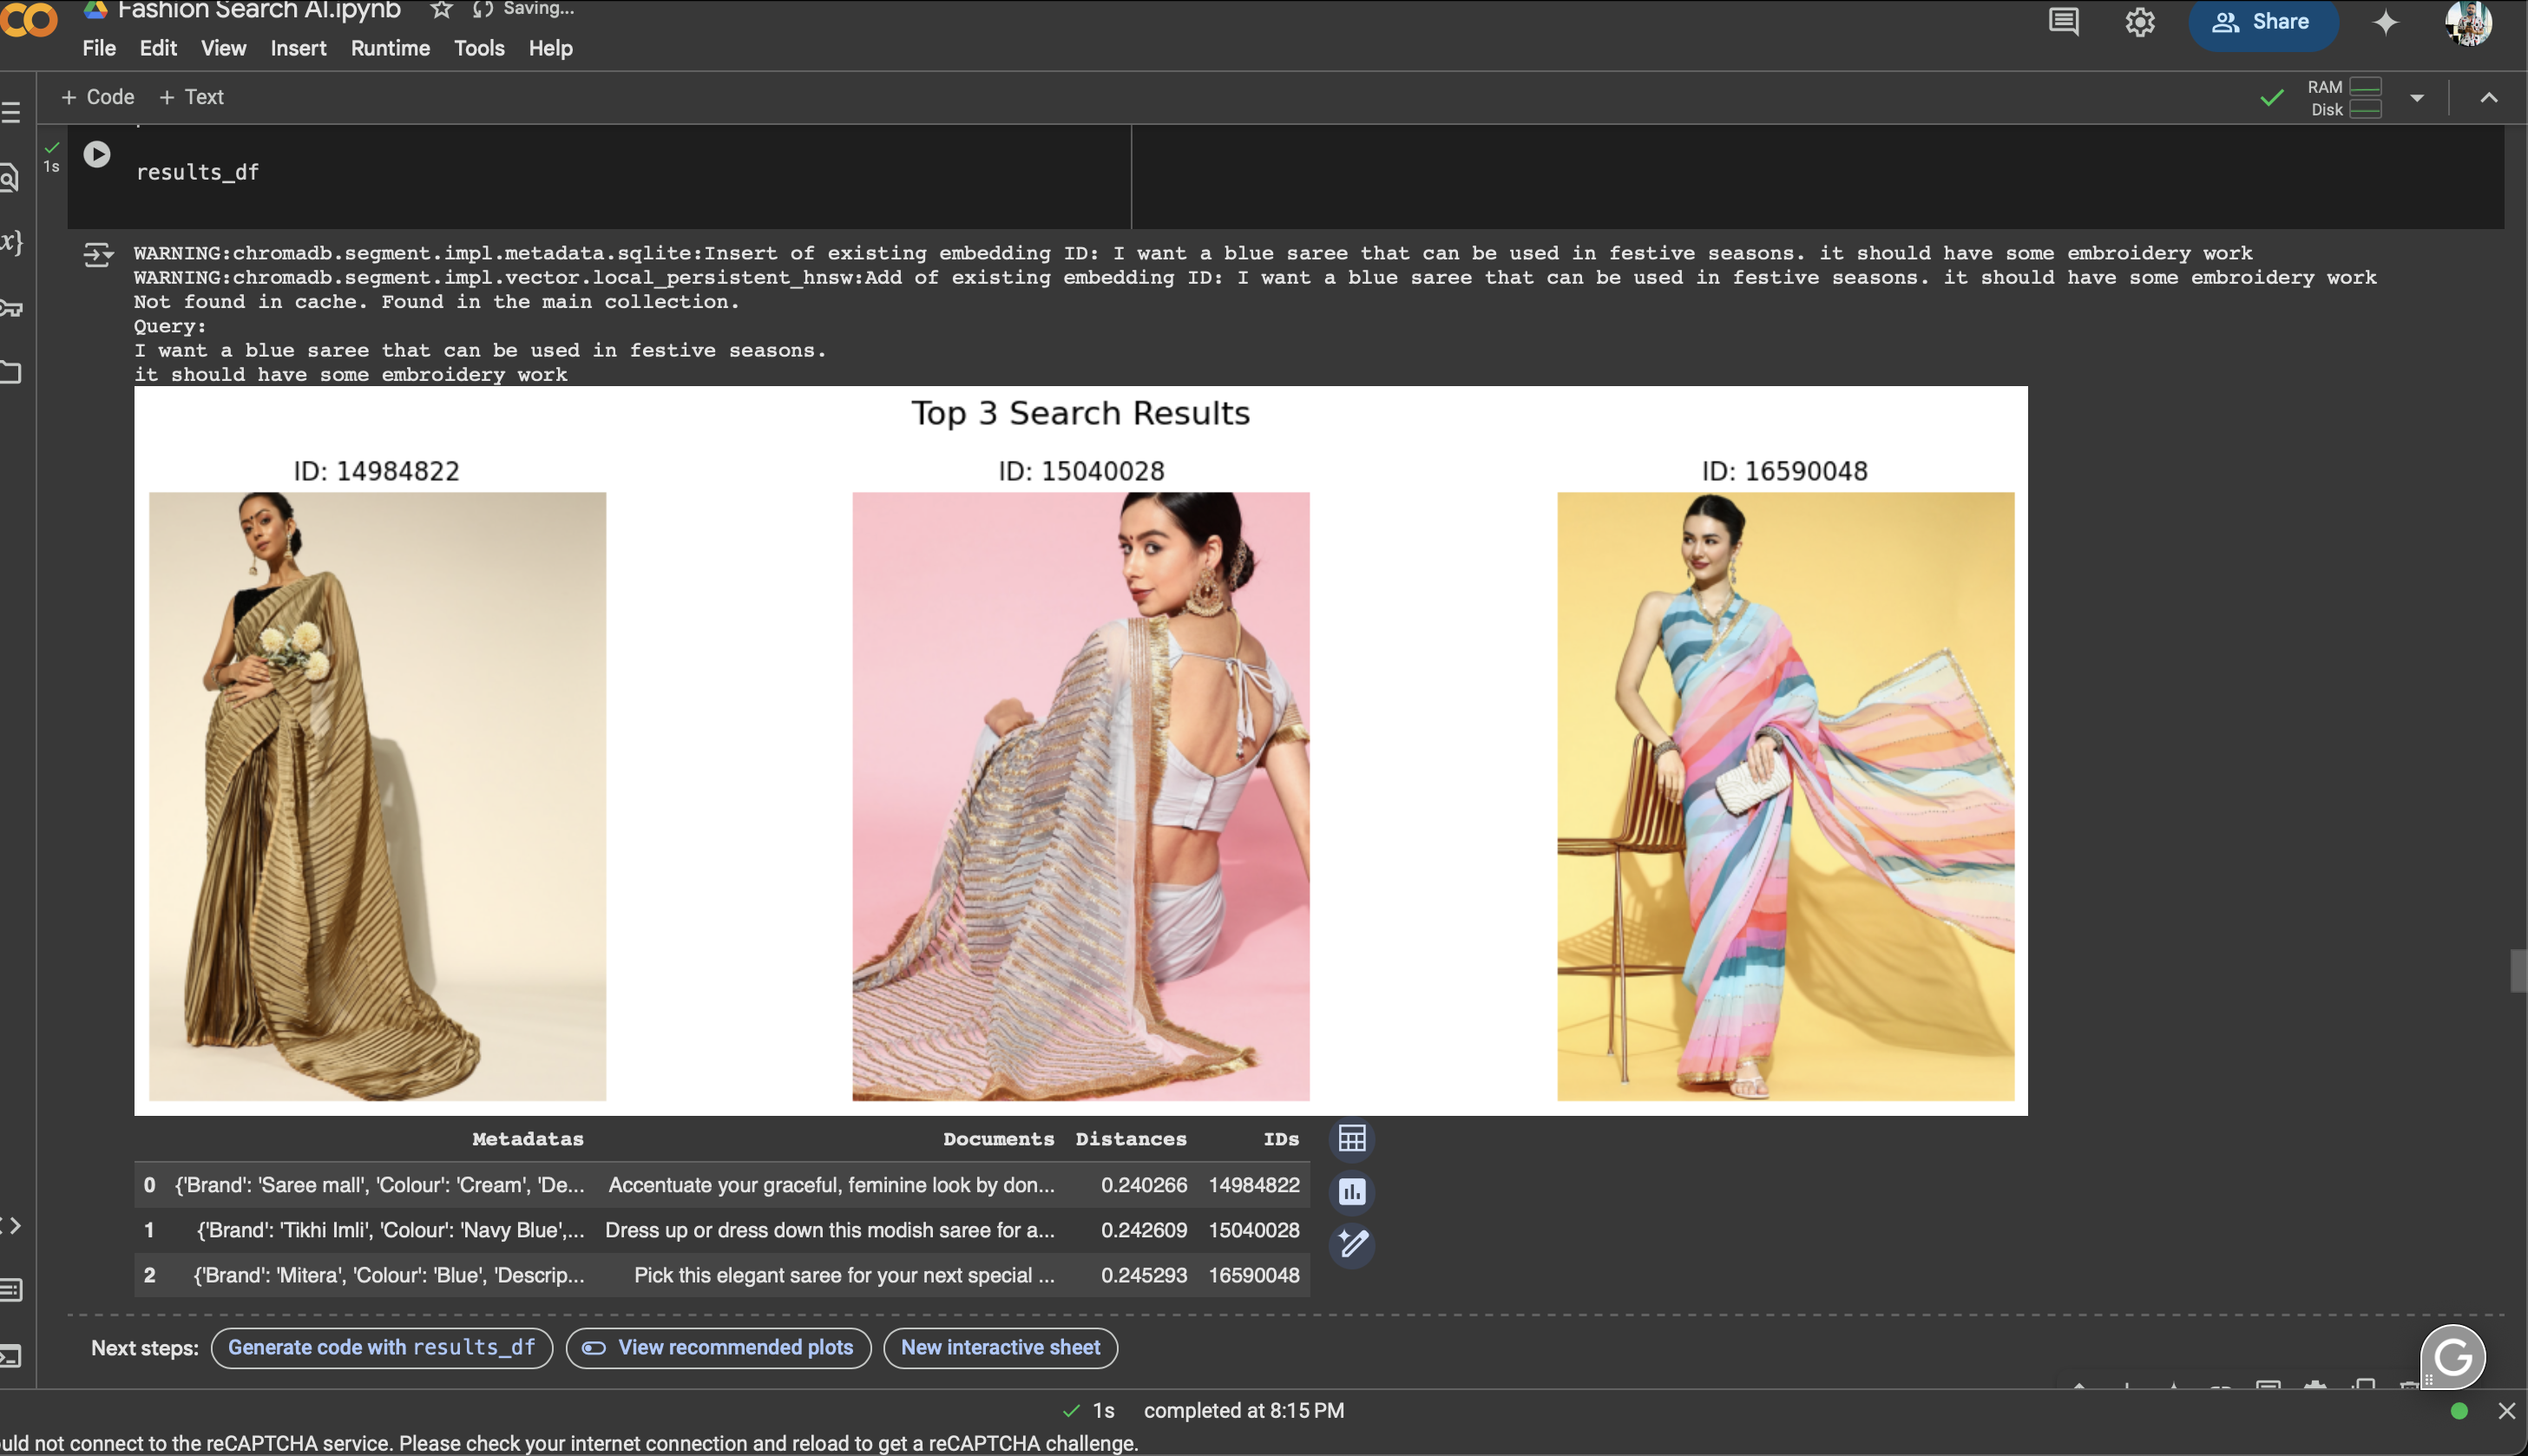 Fashion Search AI.ipynb Saving...
File Edit View Insert Runtime Tools Help
Share
+ Code + Text
RAM
Disk
1s
results_df
WARNING:chromadb.segment.impl.metadata.sqlite:Insert of existing embedding ID: I want a blue saree that can be used in festive seasons. it should have some embroidery work
WARNING:chromadb.segment.impl.vector.local_persistent_hnsw:Add of existing embedding ID: I want a blue saree that can be used in festive seasons. it should have some embroidery work
Not found in cache. Found in the main collection.
Query:
I want a blue saree that can be used in festive seasons.
it should have some embroidery work
Top 3 Search Results
ID: 14984822 ID: 15040028 ID: 16590048
Metadatas Documents Distances IDs
0 {'Brand': 'Saree mall', 'Colour': 'Cream', 'De... Accentuate your graceful, feminine look by don... 0.240266 14984822
1 {'Brand': 'Tikhi Imli', 'Colour': 'Navy Blue',... Dress up or dress down this modish saree for a... 0.242609 15040028
2 {'Brand': 'Mitera', 'Colour': 'Blue', 'Descrip... Pick this elegant saree for your next special ... 0.245293 16590048
Next steps: Generate code with results_df View recommended plots New interactive sheet
1s completed at 8:15 PM
uld not connect to the reCAPTCHA service. Please check your internet connection and reload to get a reCAPTCHA challenge.